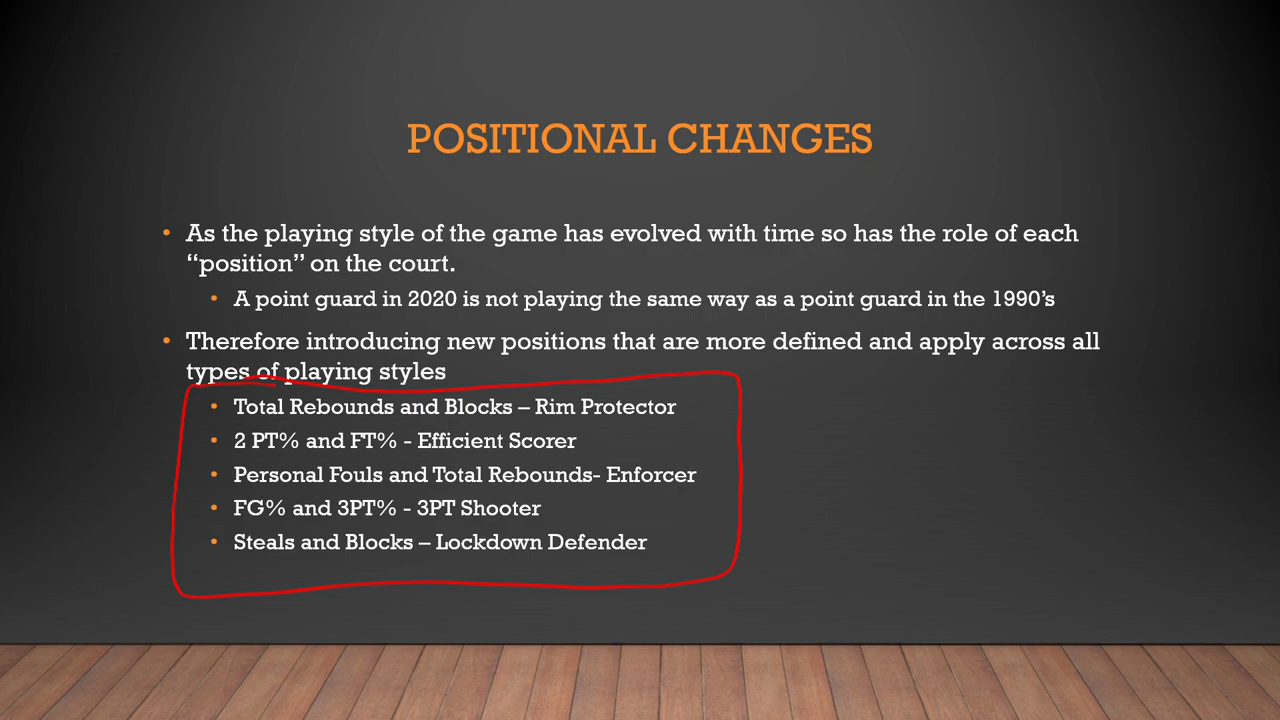 POSITIONAL CHANGES
• As the playing style of the game has evolved with time so has the role of each
“position” on the court.
• A point guard in 2020 is not playing the same way as a point guard in the 1990’s
• Therefore introducing new positions that are more defined and apply across all
types of playing styles
• Total Rebounds and Blocks – Rim Protector
• 2 PT% and FT% - Efficient Scorer
• Personal Fouls and Total Rebounds- Enforcer
• FG% and 3PT% - 3PT Shooter
• Steals and Blocks – Lockdown Defender